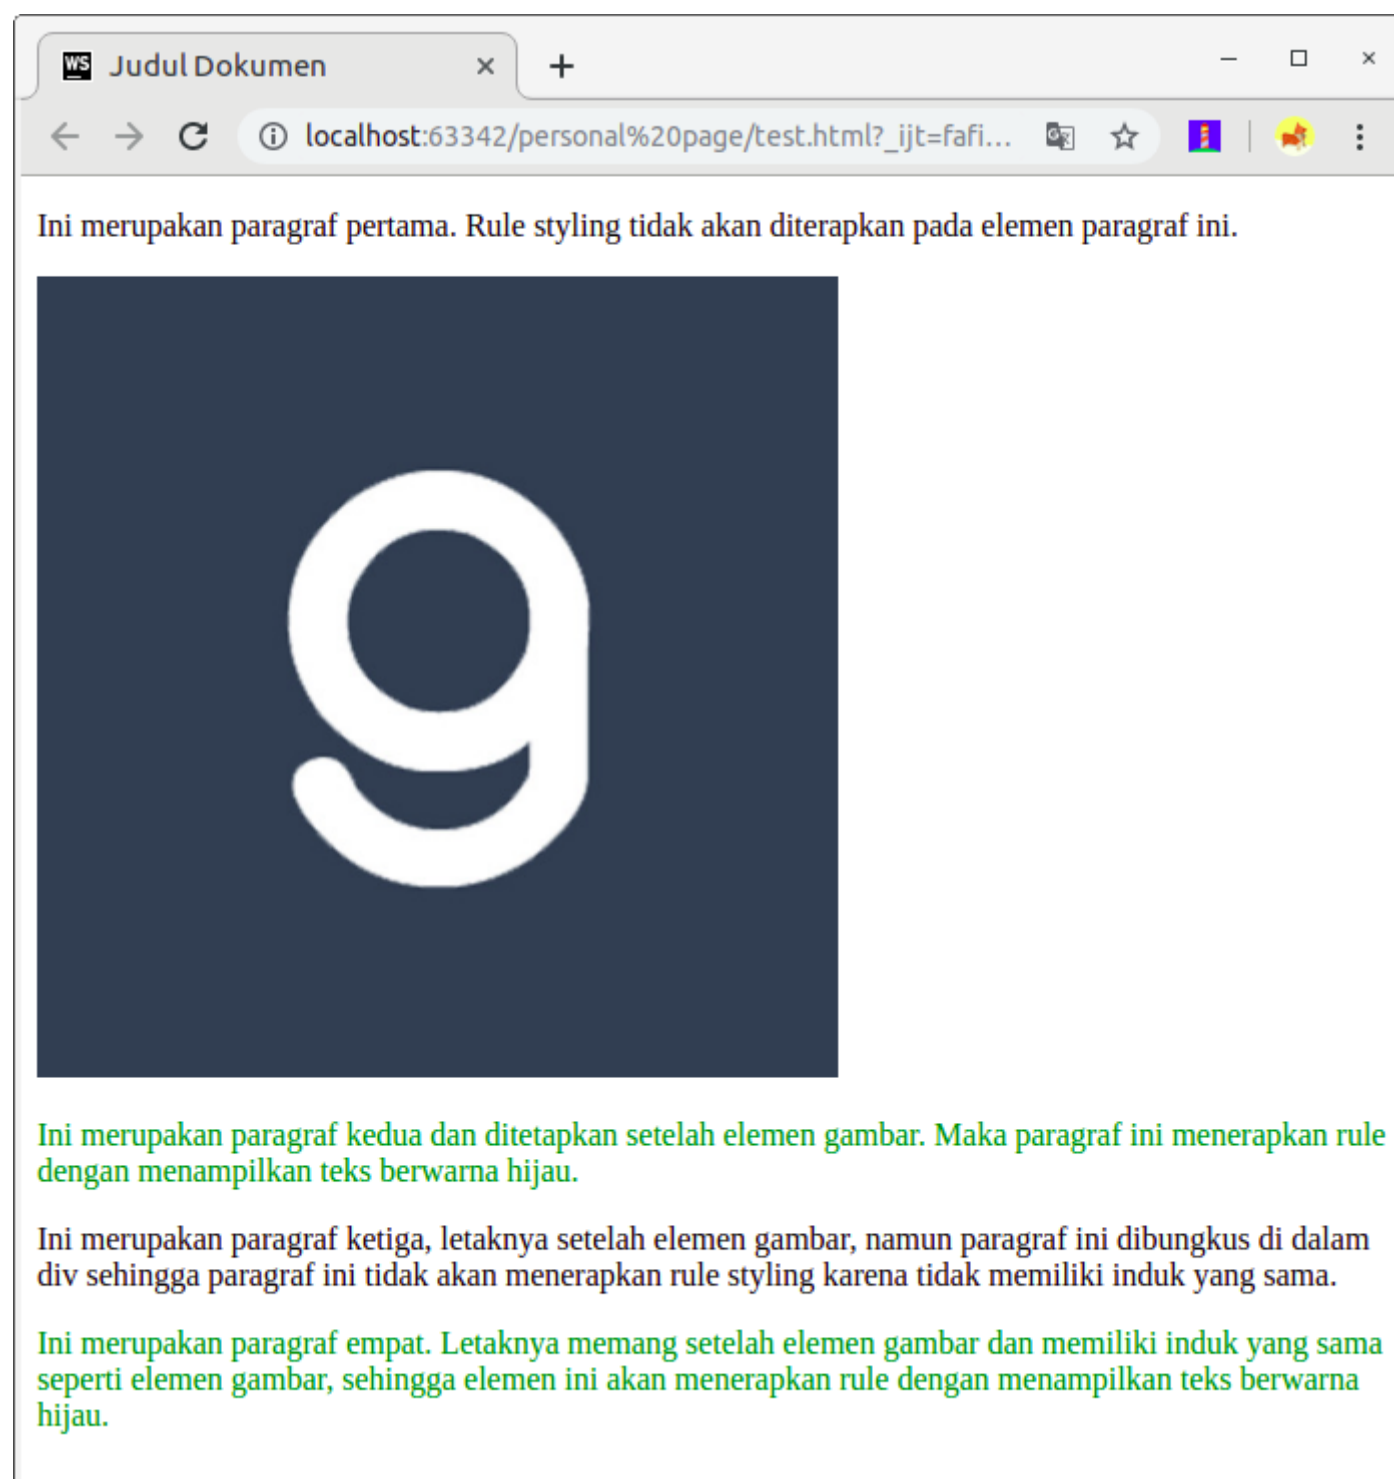 WS Judul Dokumen
localhost:63342/personal%20page/test.html?_ijt=fafi...
Ini merupakan paragraf pertama. Rule styling tidak akan diterapkan pada elemen paragraf ini.
g
Ini merupakan paragraf kedua dan ditetapkan setelah elemen gambar. Maka paragraf ini menerapkan rule
dengan menampilkan teks berwarna hijau.
Ini merupakan paragraf ketiga, letaknya setelah elemen gambar, namun paragraf ini dibungkus di dalam
div sehingga paragraf ini tidak akan menerapkan rule styling karena tidak memiliki induk yang sama.
Ini merupakan paragraf empat. Letaknya memang setelah elemen gambar dan memiliki induk yang sama
seperti elemen gambar, sehingga elemen ini akan menerapkan rule dengan menampilkan teks berwarna
hijau.